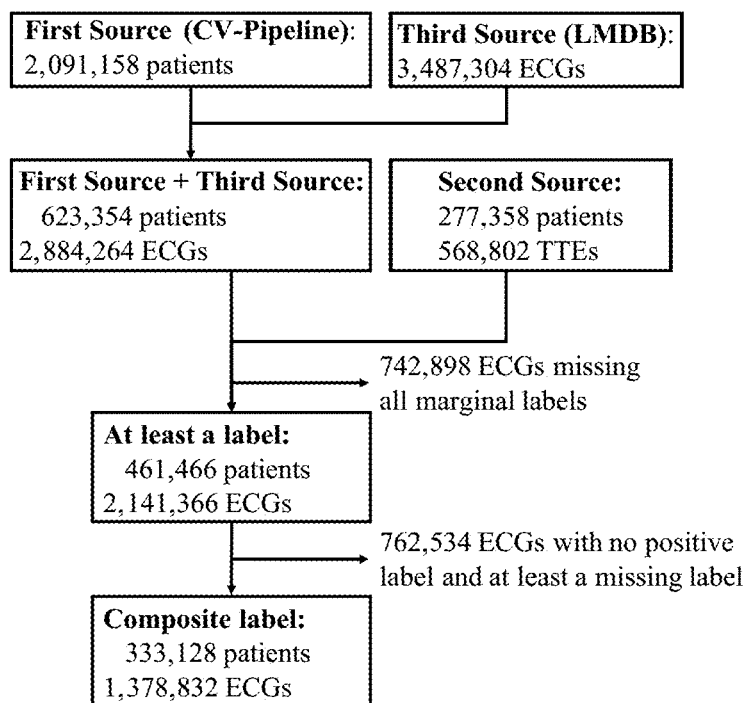 First Source (CV-Pipeline):
2,091,158 patients
Third Source (LMDB):
3,487,304 ECGs
First Source + Third Source:
623,354 patients
2,884,264 ECGs
Second Source:
277,358 patients
568,802 TTEs
742,898 ECGs missing
all marginal labels
At least a label:
461,466 patients
2,141,366 ECGs
762,534 ECGs with no positive
label and at least a missing label
Composite label:
333,128 patients
1,378,832 ECGs